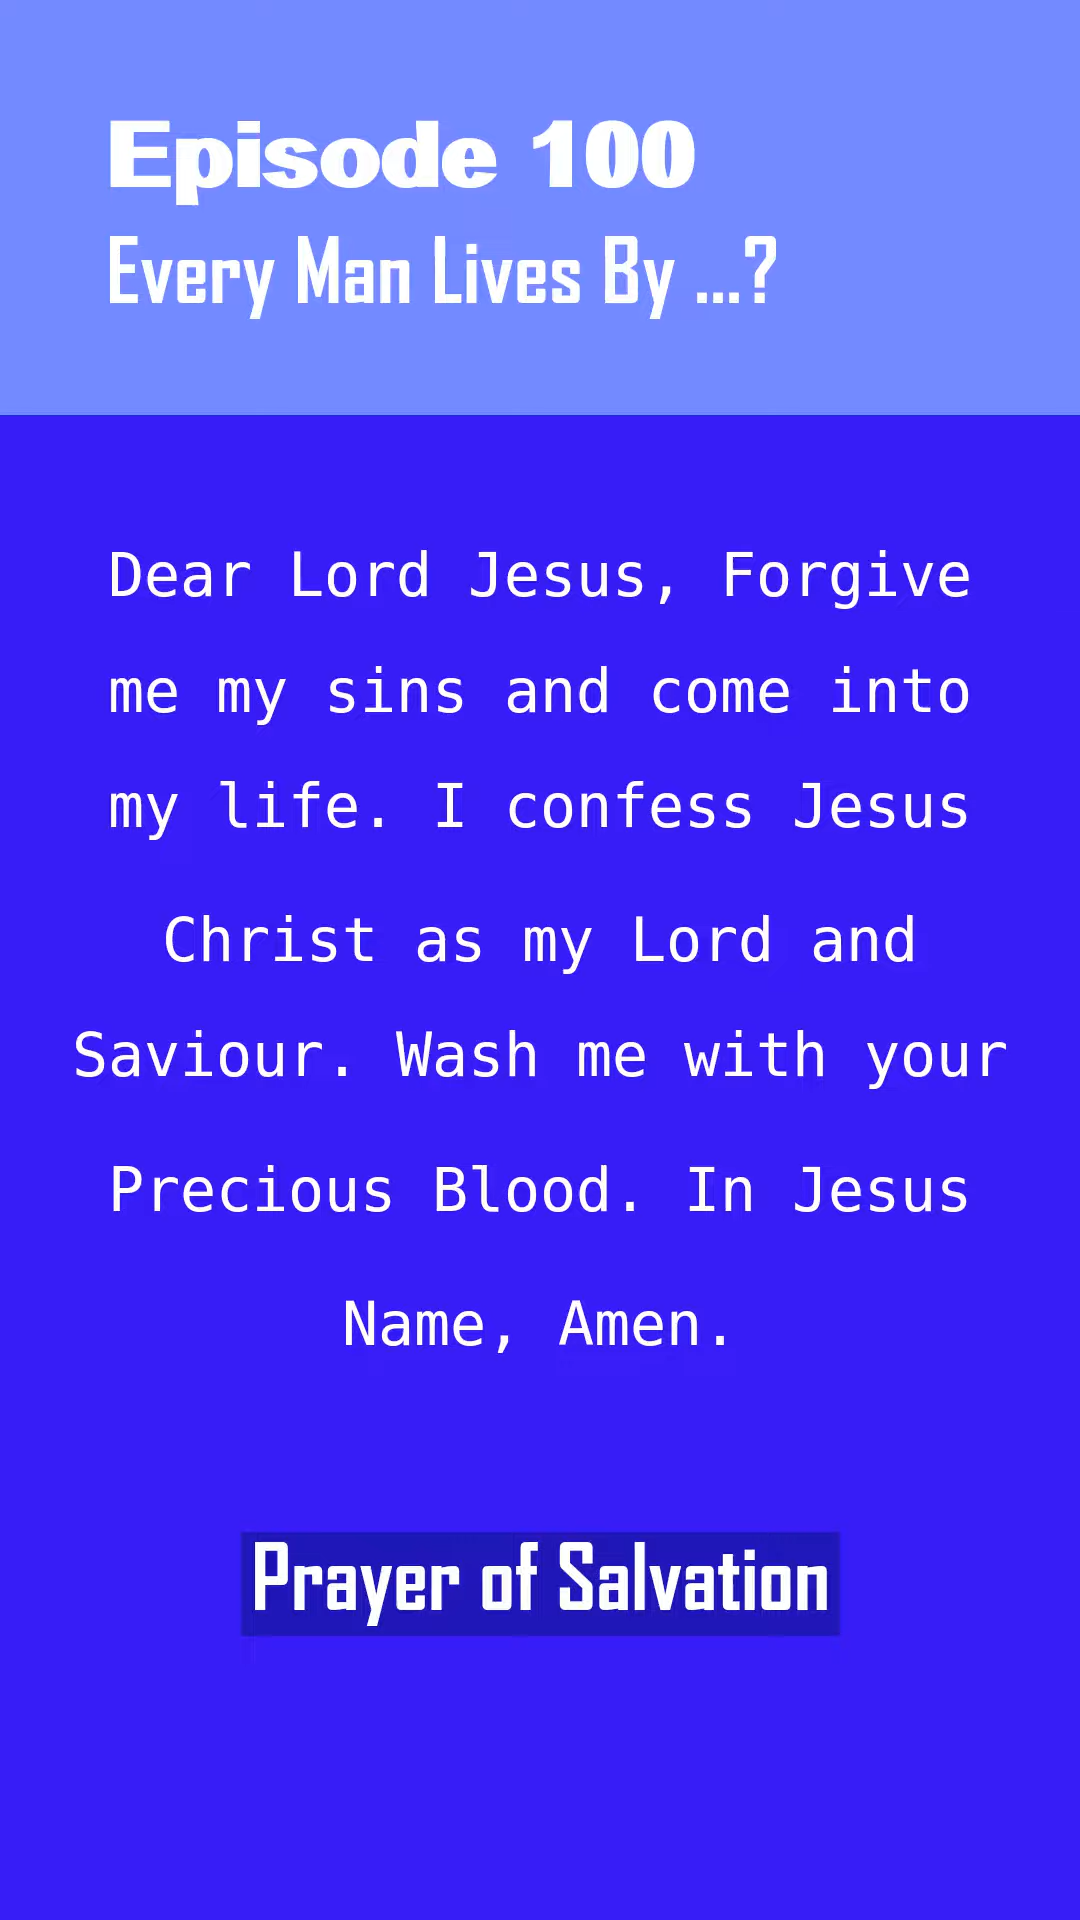 Episode 100
Every Man Lives By ...?
Dear Lord Jesus, Forgive
me my sins and come into
my life. I confess Jesus
Christ as my Lord and
Saviour. Wash me with your
Precious Blood. In Jesus
Name, Amen.
Prayer of Salvation